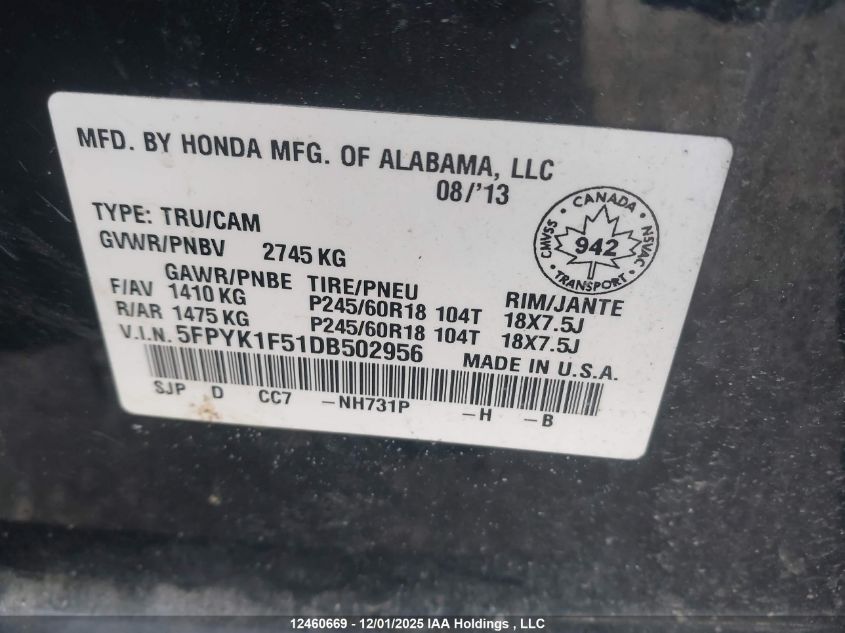 MFD. BY HONDA MFG. OF ALABAMA, LLC
08/'13
TYPE: TRU/CAM
GVWR/PNBV 2745 KG
GAWR/PNBE TIRE/PNEU RIM/JANTE
F/AV 1410 KG P245/60R18 104T 18X7.5J
R/AR 1475 KG P245/60R18 104T 18X7.5J
V.I.N. 5FPYK1F51DB502956 MADE IN U.S.A.
SJP D CC7 -NH731P -H -B
CANADA
CMVSS 942 NSVAC
TRANSPORT
12460669 - 12/01/2025 IAA Holdings , LLC